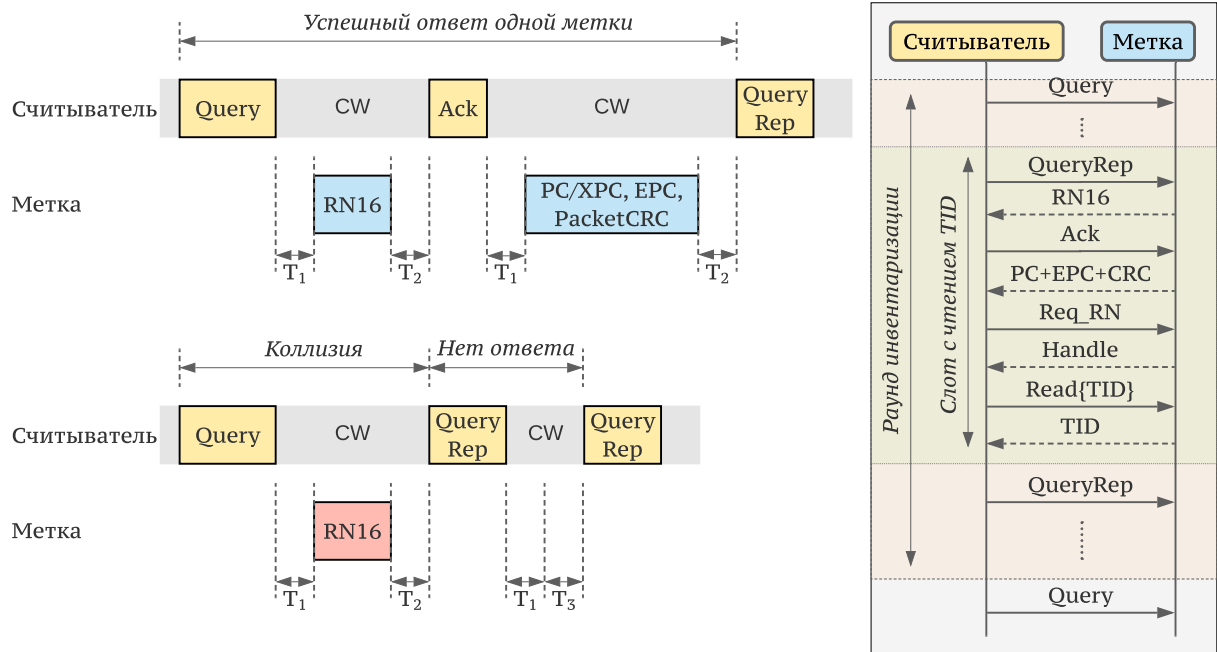 Успешный ответ одной метки
Считыватель
Query
CW
Ack
CW
Query
Rep
Метка
RN16
PC/XPC, EPC,
PacketCRC
T₁
T₂
T₁
T₂
Коллизия
Нет ответа
Считыватель
Query
CW
Query
Rep
CW
Query
Rep
Метка
RN16
T₁
T₂
T₁
T₃
Считыватель
Метка
Раунд инвентаризации
Слот с чтением TID
Query
QueryRep
RN16
Ack
PC+EPC+CRC
Req_RN
Handle
Read{TID}
TID
QueryRep
Query